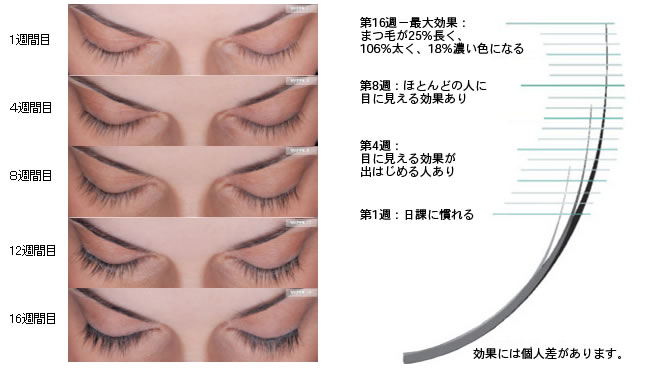 1週間目
4週間目
8週間目
12週間目
16週間目
第16週－最大効果：
まつ毛が25%長く、
106%太く、18%濃い色になる
第8週：ほとんどの人に
目に見える効果あり
第4週：
目に見える効果が
出はじめる人あり
第1週：日課に慣れる
効果には個人差があります。